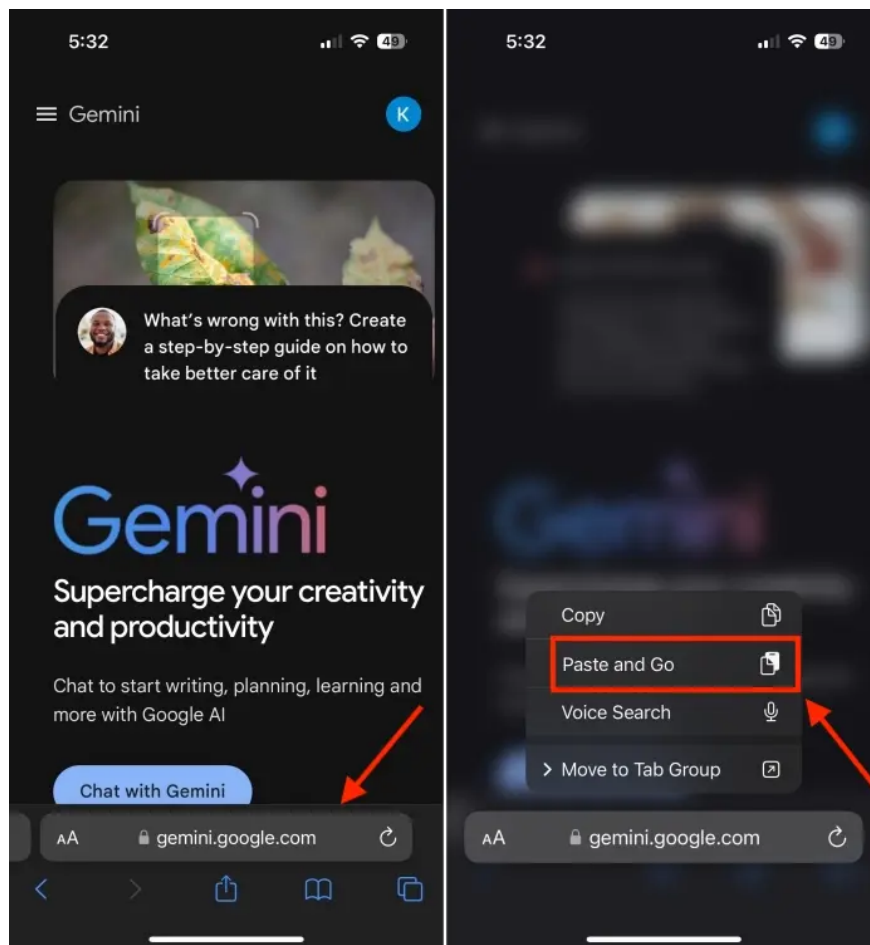 5:32
49
Gemini
K
What's wrong with this? Create
a step-by-step guide on how to
take better care of it
Gemini
Supercharge your creativity
and productivity
Chat to start writing, planning, learning and
more with Google AI
Chat with Gemini
AA gemini.google.com
5:32
49
Copy
Paste and Go
Voice Search
Move to Tab Group
AA gemini.google.com